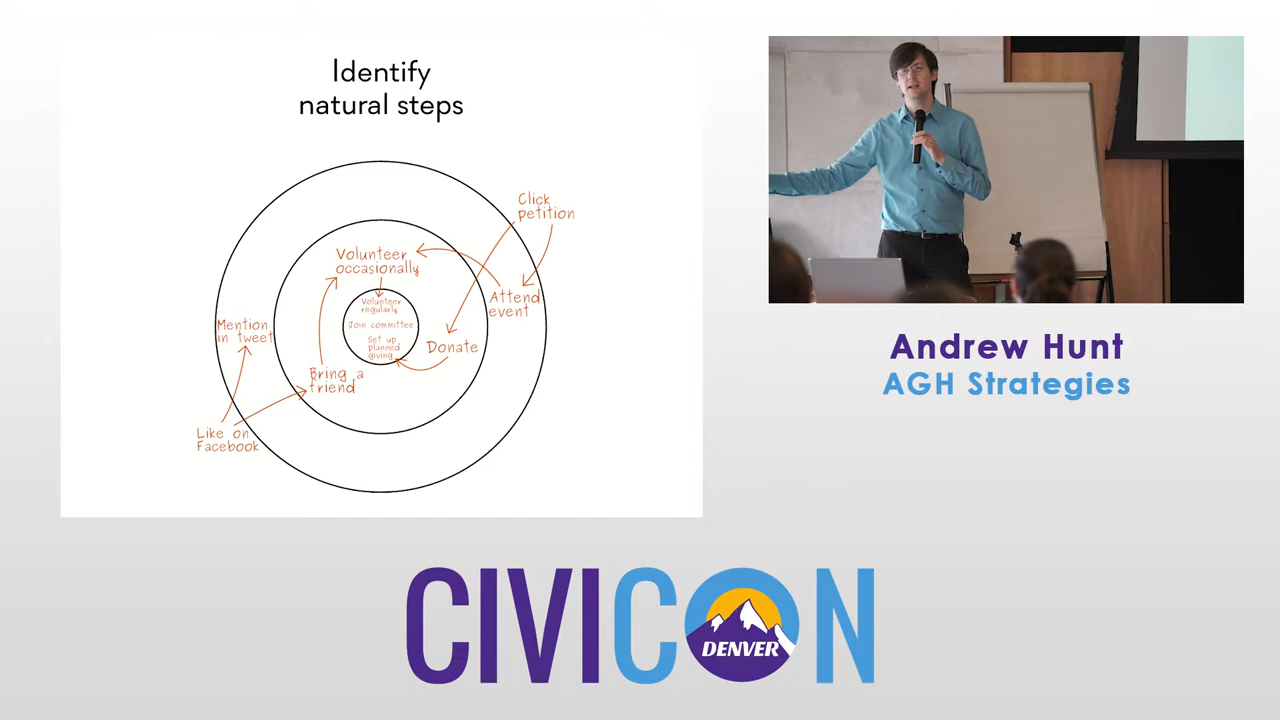 Identify
natural steps
Click
petition
Volunteer
occasionally
Attend
event
Volunteer
regularly
Join committee
Set up
planned
giving
Mention
in tweet
Donate
Bring a
friend
Like on
Facebook
Andrew Hunt
AGH Strategies
CIVICON
DENVER